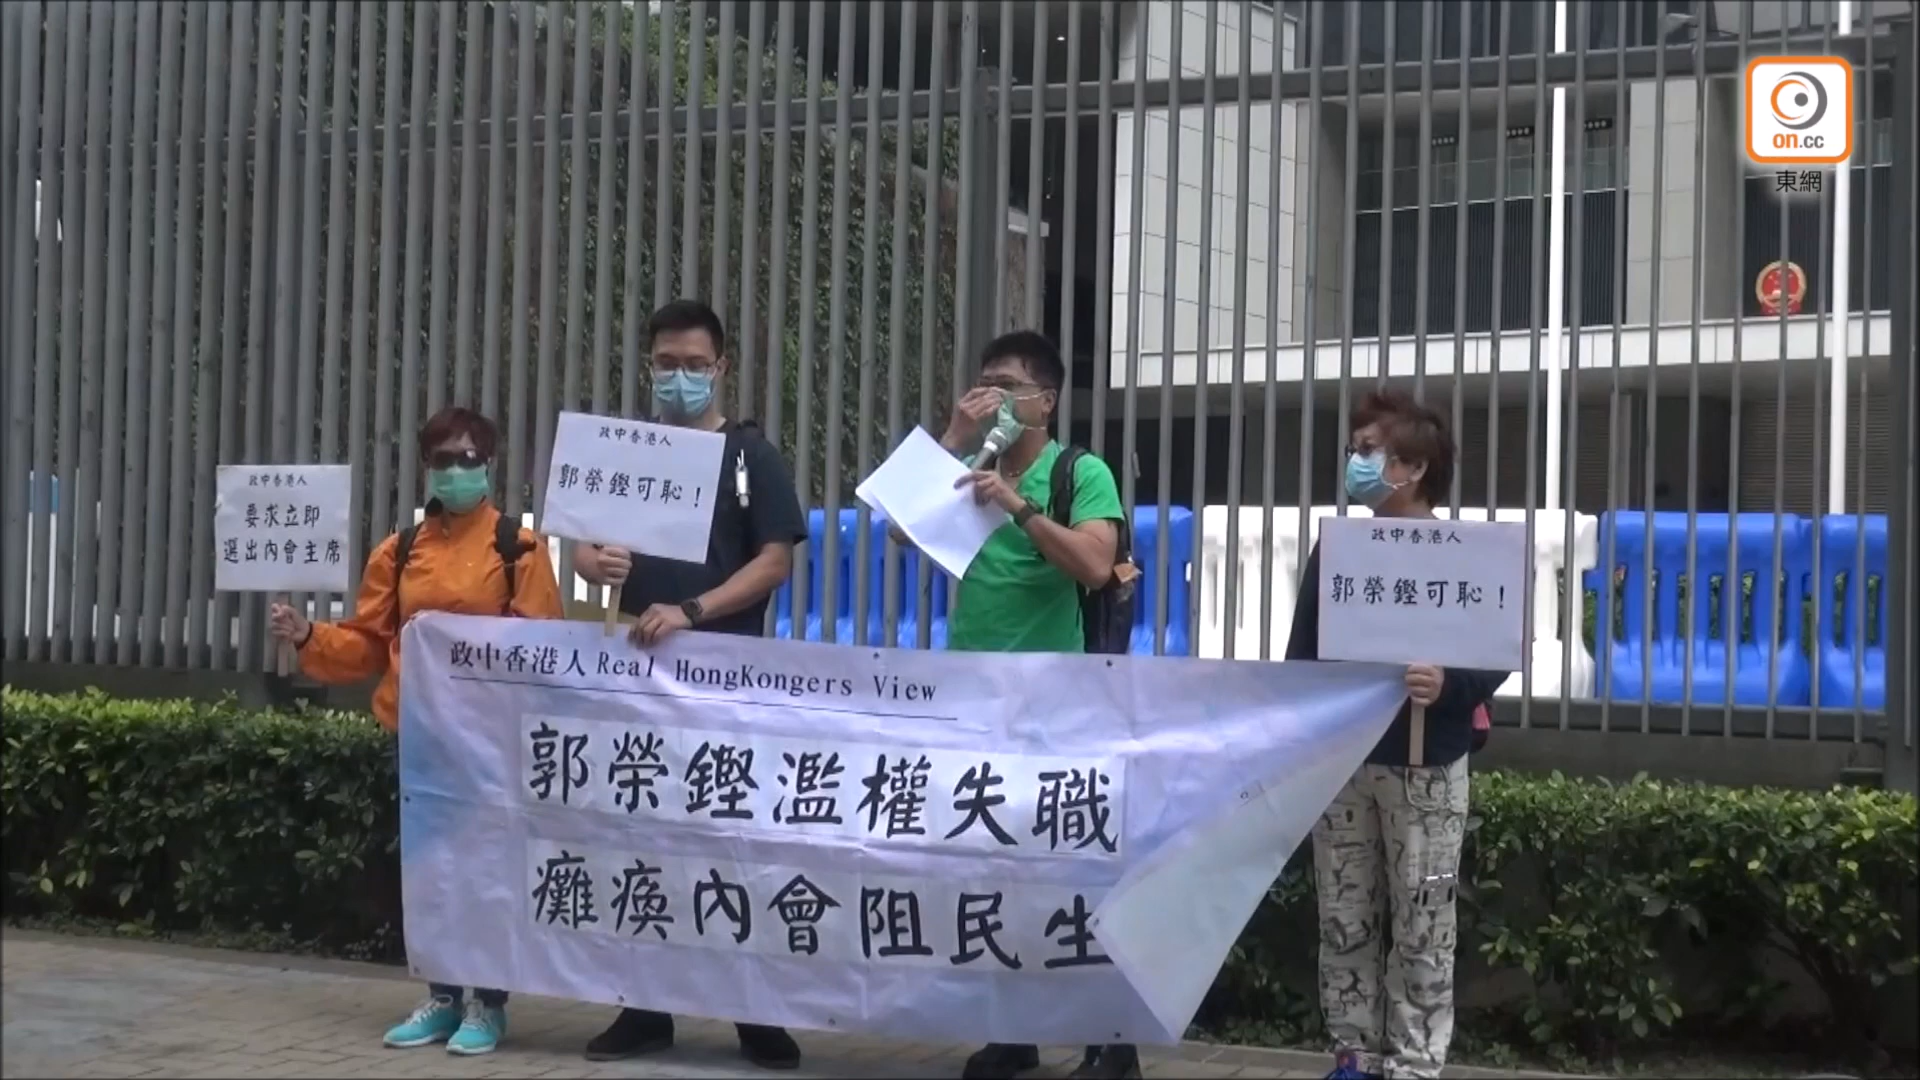 on.cc
東網
政中香港人
要求立即
選出內會主席
政中香港人
郭榮鏗可恥！
政中香港人
郭榮鏗可恥！
政中香港人 Real HongKongers View
郭榮鏗濫權失職
癱瘓內會阻民生